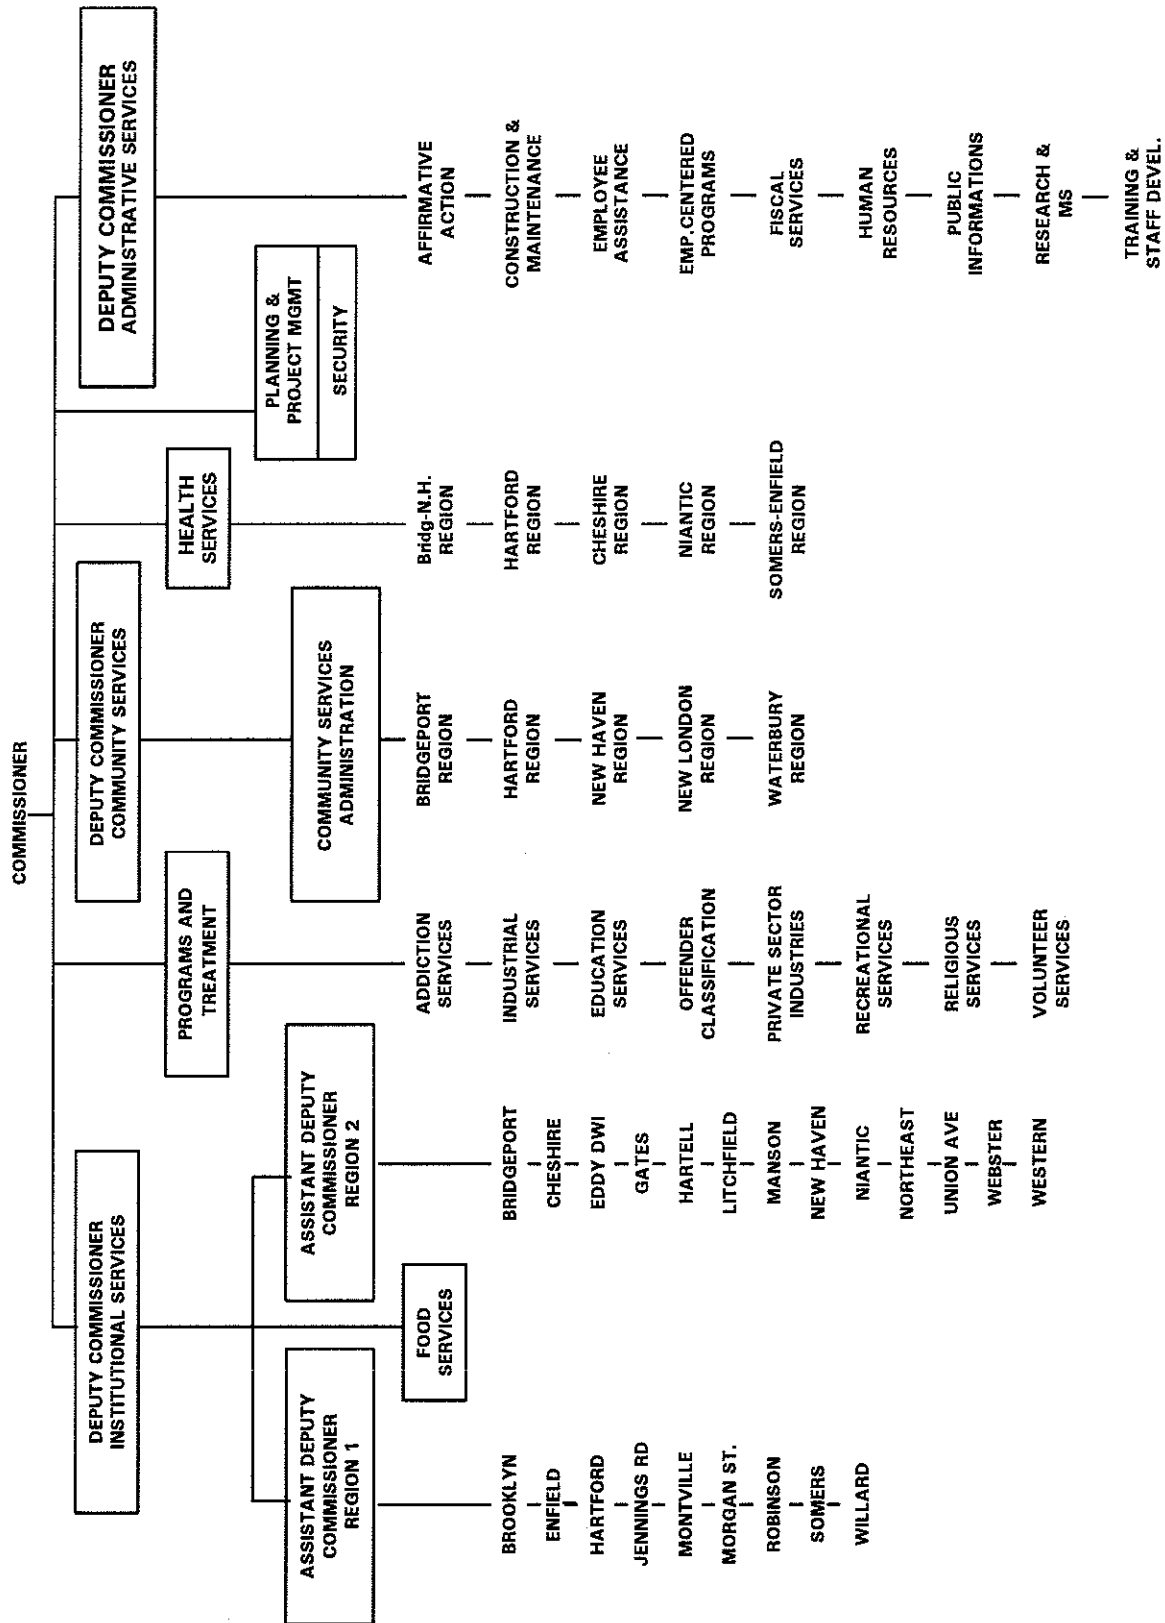 COMMISSIONER
DEPUTY COMMISSIONER
INSTITUTIONAL SERVICES
ASSISTANT DEPUTY
COMMISSIONER
REGION 1
BROOKLYN
ENFIELD
HARTFORD
JENNINGS RD
MONTVILLE
MORGAN ST.
ROBINSON
SOMERS
WILLARD
FOOD
SERVICES
ASSISTANT DEPUTY
COMMISSIONER
REGION 2
BRIDGEPORT
CHESHIRE
EDDY DWI
GATES
HARTELL
LITCHFIELD
MANSON
NEW HAVEN
NIANTIC
NORTHEAST
UNION AVE
WEBSTER
WESTERN
PROGRAMS AND
TREATMENT
ADDICTION
SERVICES
INDUSTRIAL
SERVICES
EDUCATION
SERVICES
OFFENDER
CLASSIFICATION
PRIVATE SECTOR
INDUSTRIES
RECREATIONAL
SERVICES
RELIGIOUS
SERVICES
VOLUNTEER
SERVICES
DEPUTY COMMISSIONER
COMMUNITY SERVICES
COMMUNITY SERVICES
ADMINISTRATION
BRIDGEPORT
REGION
HARTFORD
REGION
NEW HAVEN
REGION
NEW LONDON
REGION
WATERBURY
REGION
HEALTH
SERVICES
Bridg-N.H.
REGION
HARTFORD
REGION
CHESHIRE
REGION
NIANTIC
REGION
SOMERS-ENFIELD
REGION
PLANNING &
PROJECT MGMT
SECURITY
DEPUTY COMMISSIONER
ADMINISTRATIVE SERVICES
AFFIRMATIVE
ACTION
CONSTRUCTION &
MAINTENANCE
EMPLOYEE
ASSISTANCE
EMP.CENTERED
PROGRAMS
FISCAL
SERVICES
HUMAN
RESOURCES
PUBLIC
INFORMATIONS
RESEARCH &
MS
TRAINING &
STAFF DEVEL.